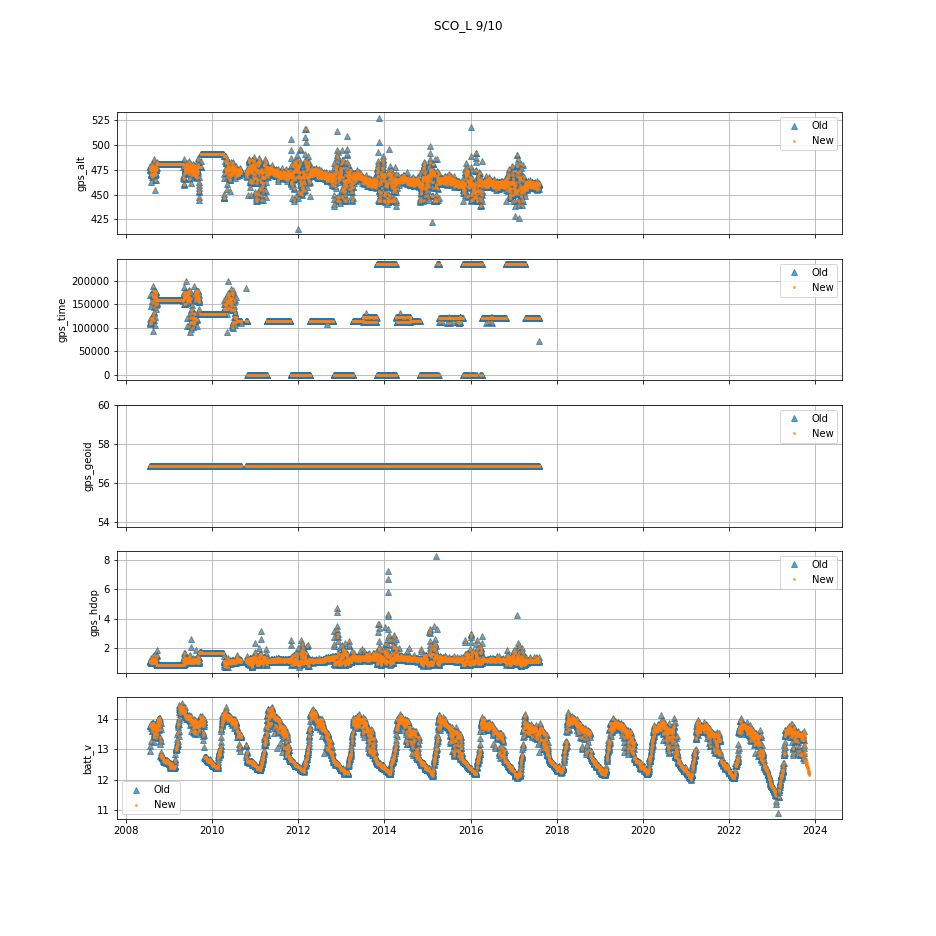 SCO_L 9/10
525
500
475
450
425
gps_alt
Old
New
200000
150000
100000
50000
0
gps_time
Old
New
60
58
56
54
gps_geoid
Old
New
8
6
4
2
gps_hdop
Old
New
14
13
12
11
batt_v
Old
New
2008 2010 2012 2014 2016 2018 2020 2022 2024